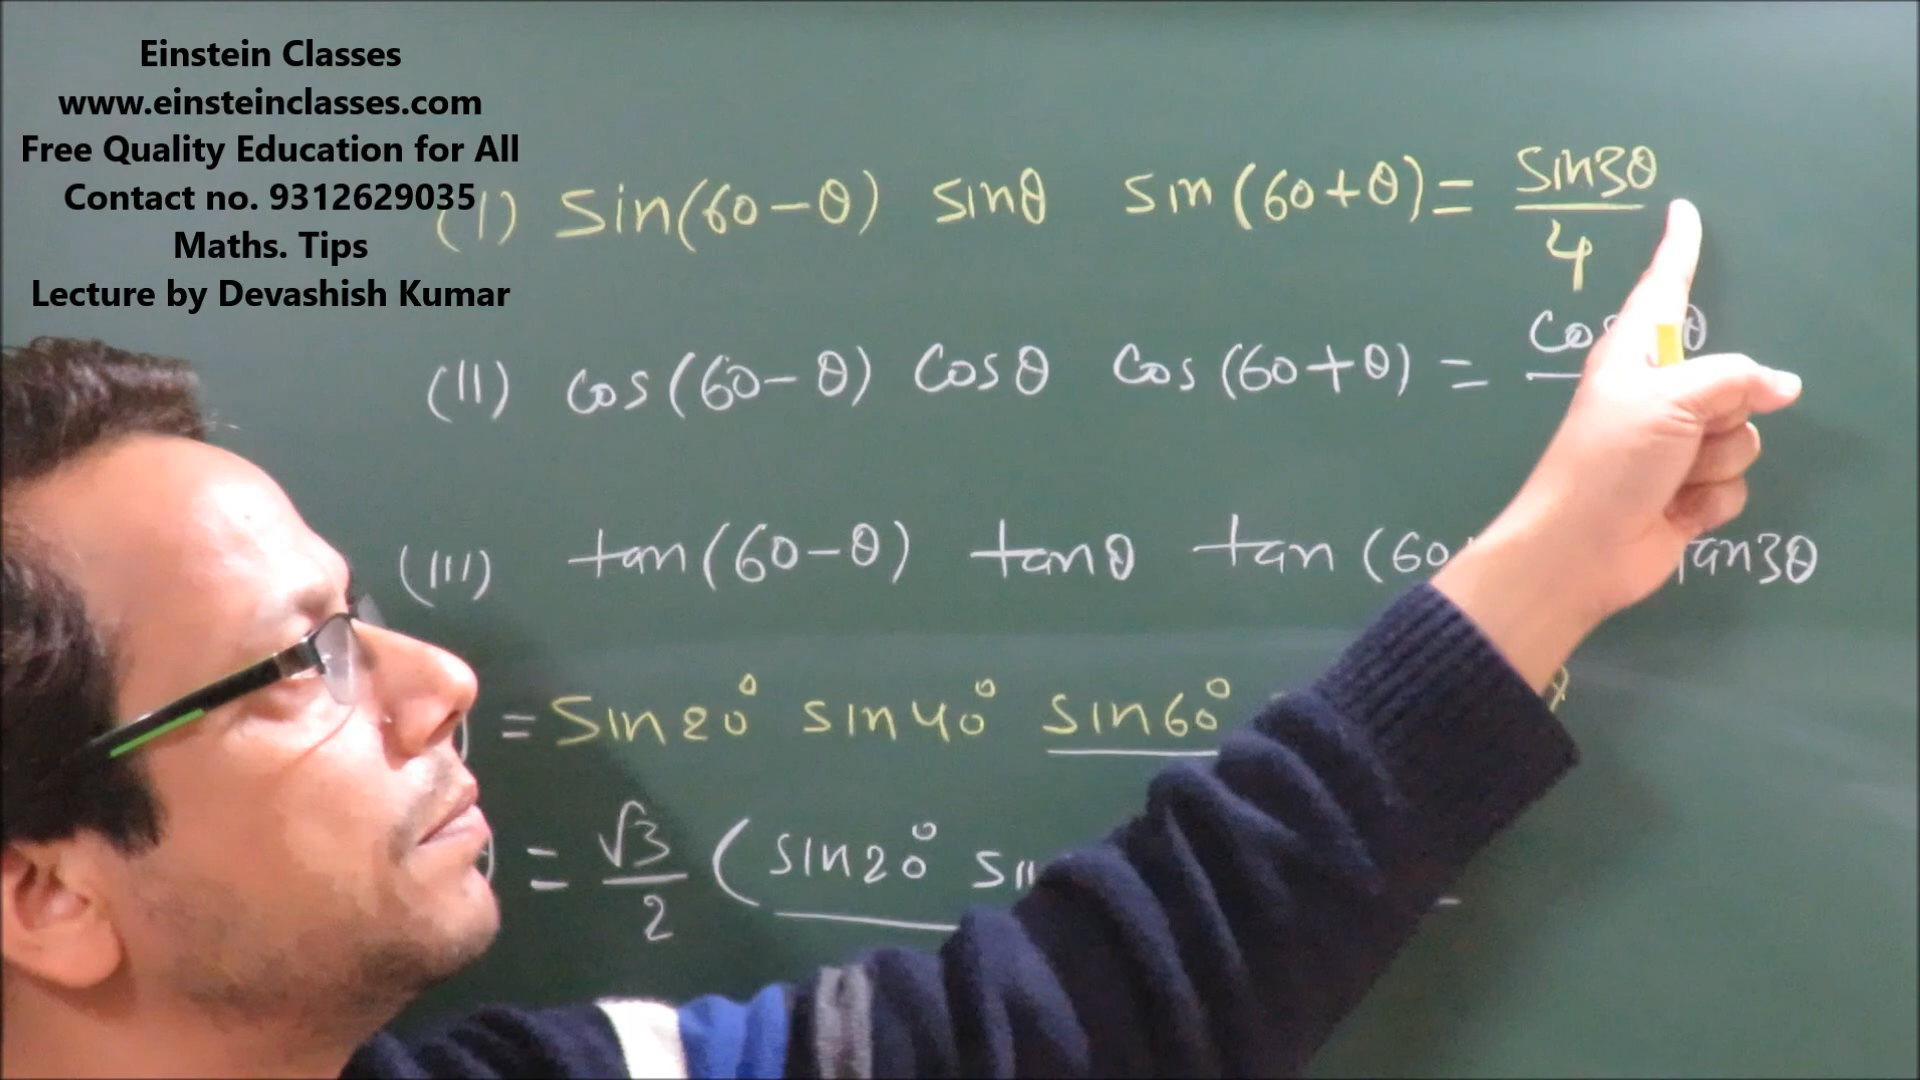 Einstein Classes
www.einsteinclasses.com
Free Quality Education for All
Contact no. 9312629035
Maths. Tips
Lecture by Devashish Kumar
(I) Sin(60-θ) sinθ sin(60+θ)= sin3θ/4
(II) Cos(60-θ) Cosθ Cos(60+θ) =
(III) tan(60-θ) tanθ tan(60 tan3θ
= Sin20° sin40° sin60°
= √3/2 (sin20°